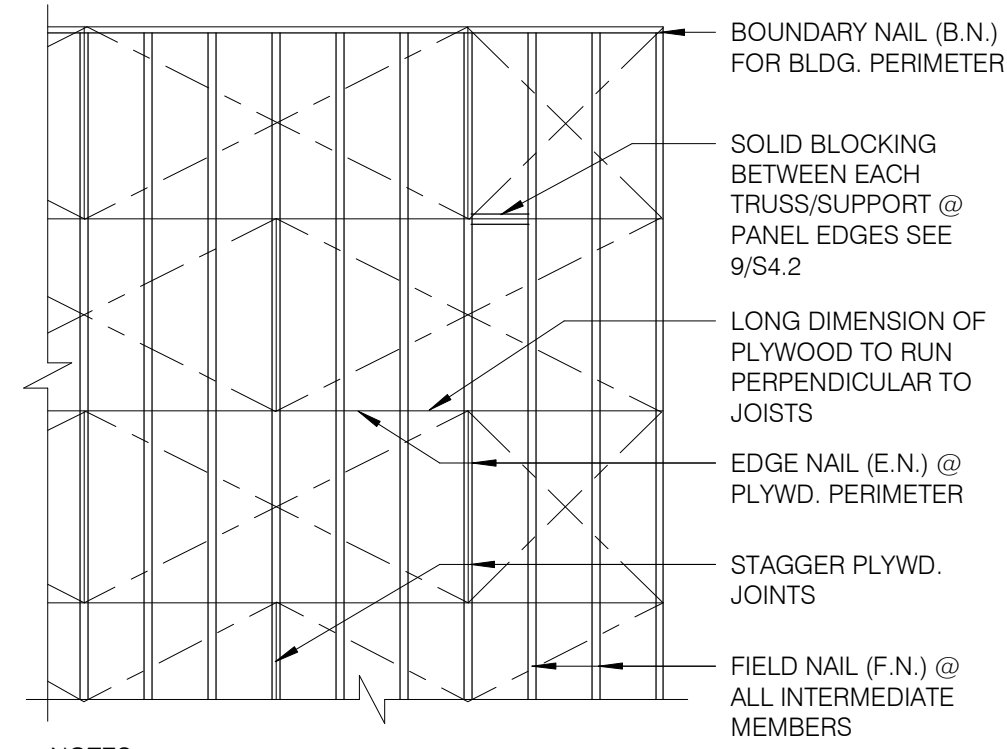 BOUNDARY NAIL (B.N.)
FOR BLDG. PERIMETER
SOLID BLOCKING
BETWEEN EACH
TRUSS/SUPPORT @
PANEL EDGES SEE
9/S4.2
LONG DIMENSION OF
PLYWOOD TO RUN
PERPENDICULAR TO
JOISTS
EDGE NAIL (E.N.) @
PLYWD. PERIMETER
STAGGER PLYWD.
JOINTS
FIELD NAIL (F.N.) @
ALL INTERMEDIATE
MEMBERS